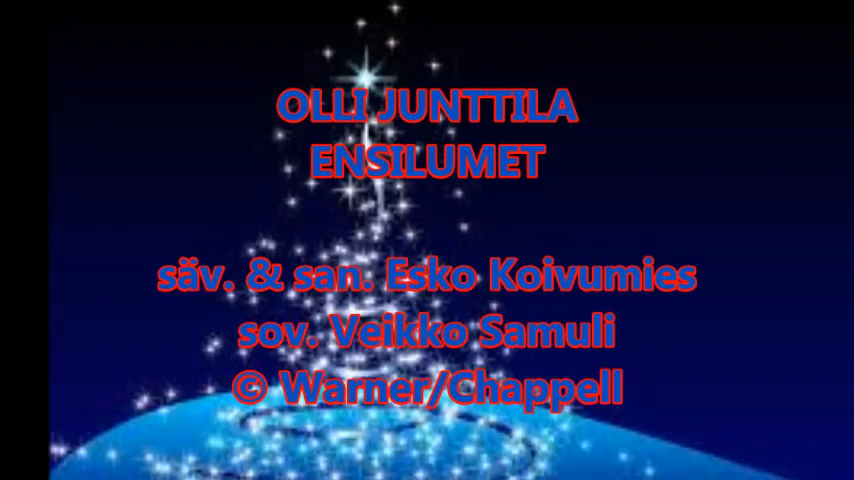 OLLI JUNTTILA
ENSILUMET
säv. & san. Esko Koivumies
sov. Veikko Samuli
© Warner/Chappell